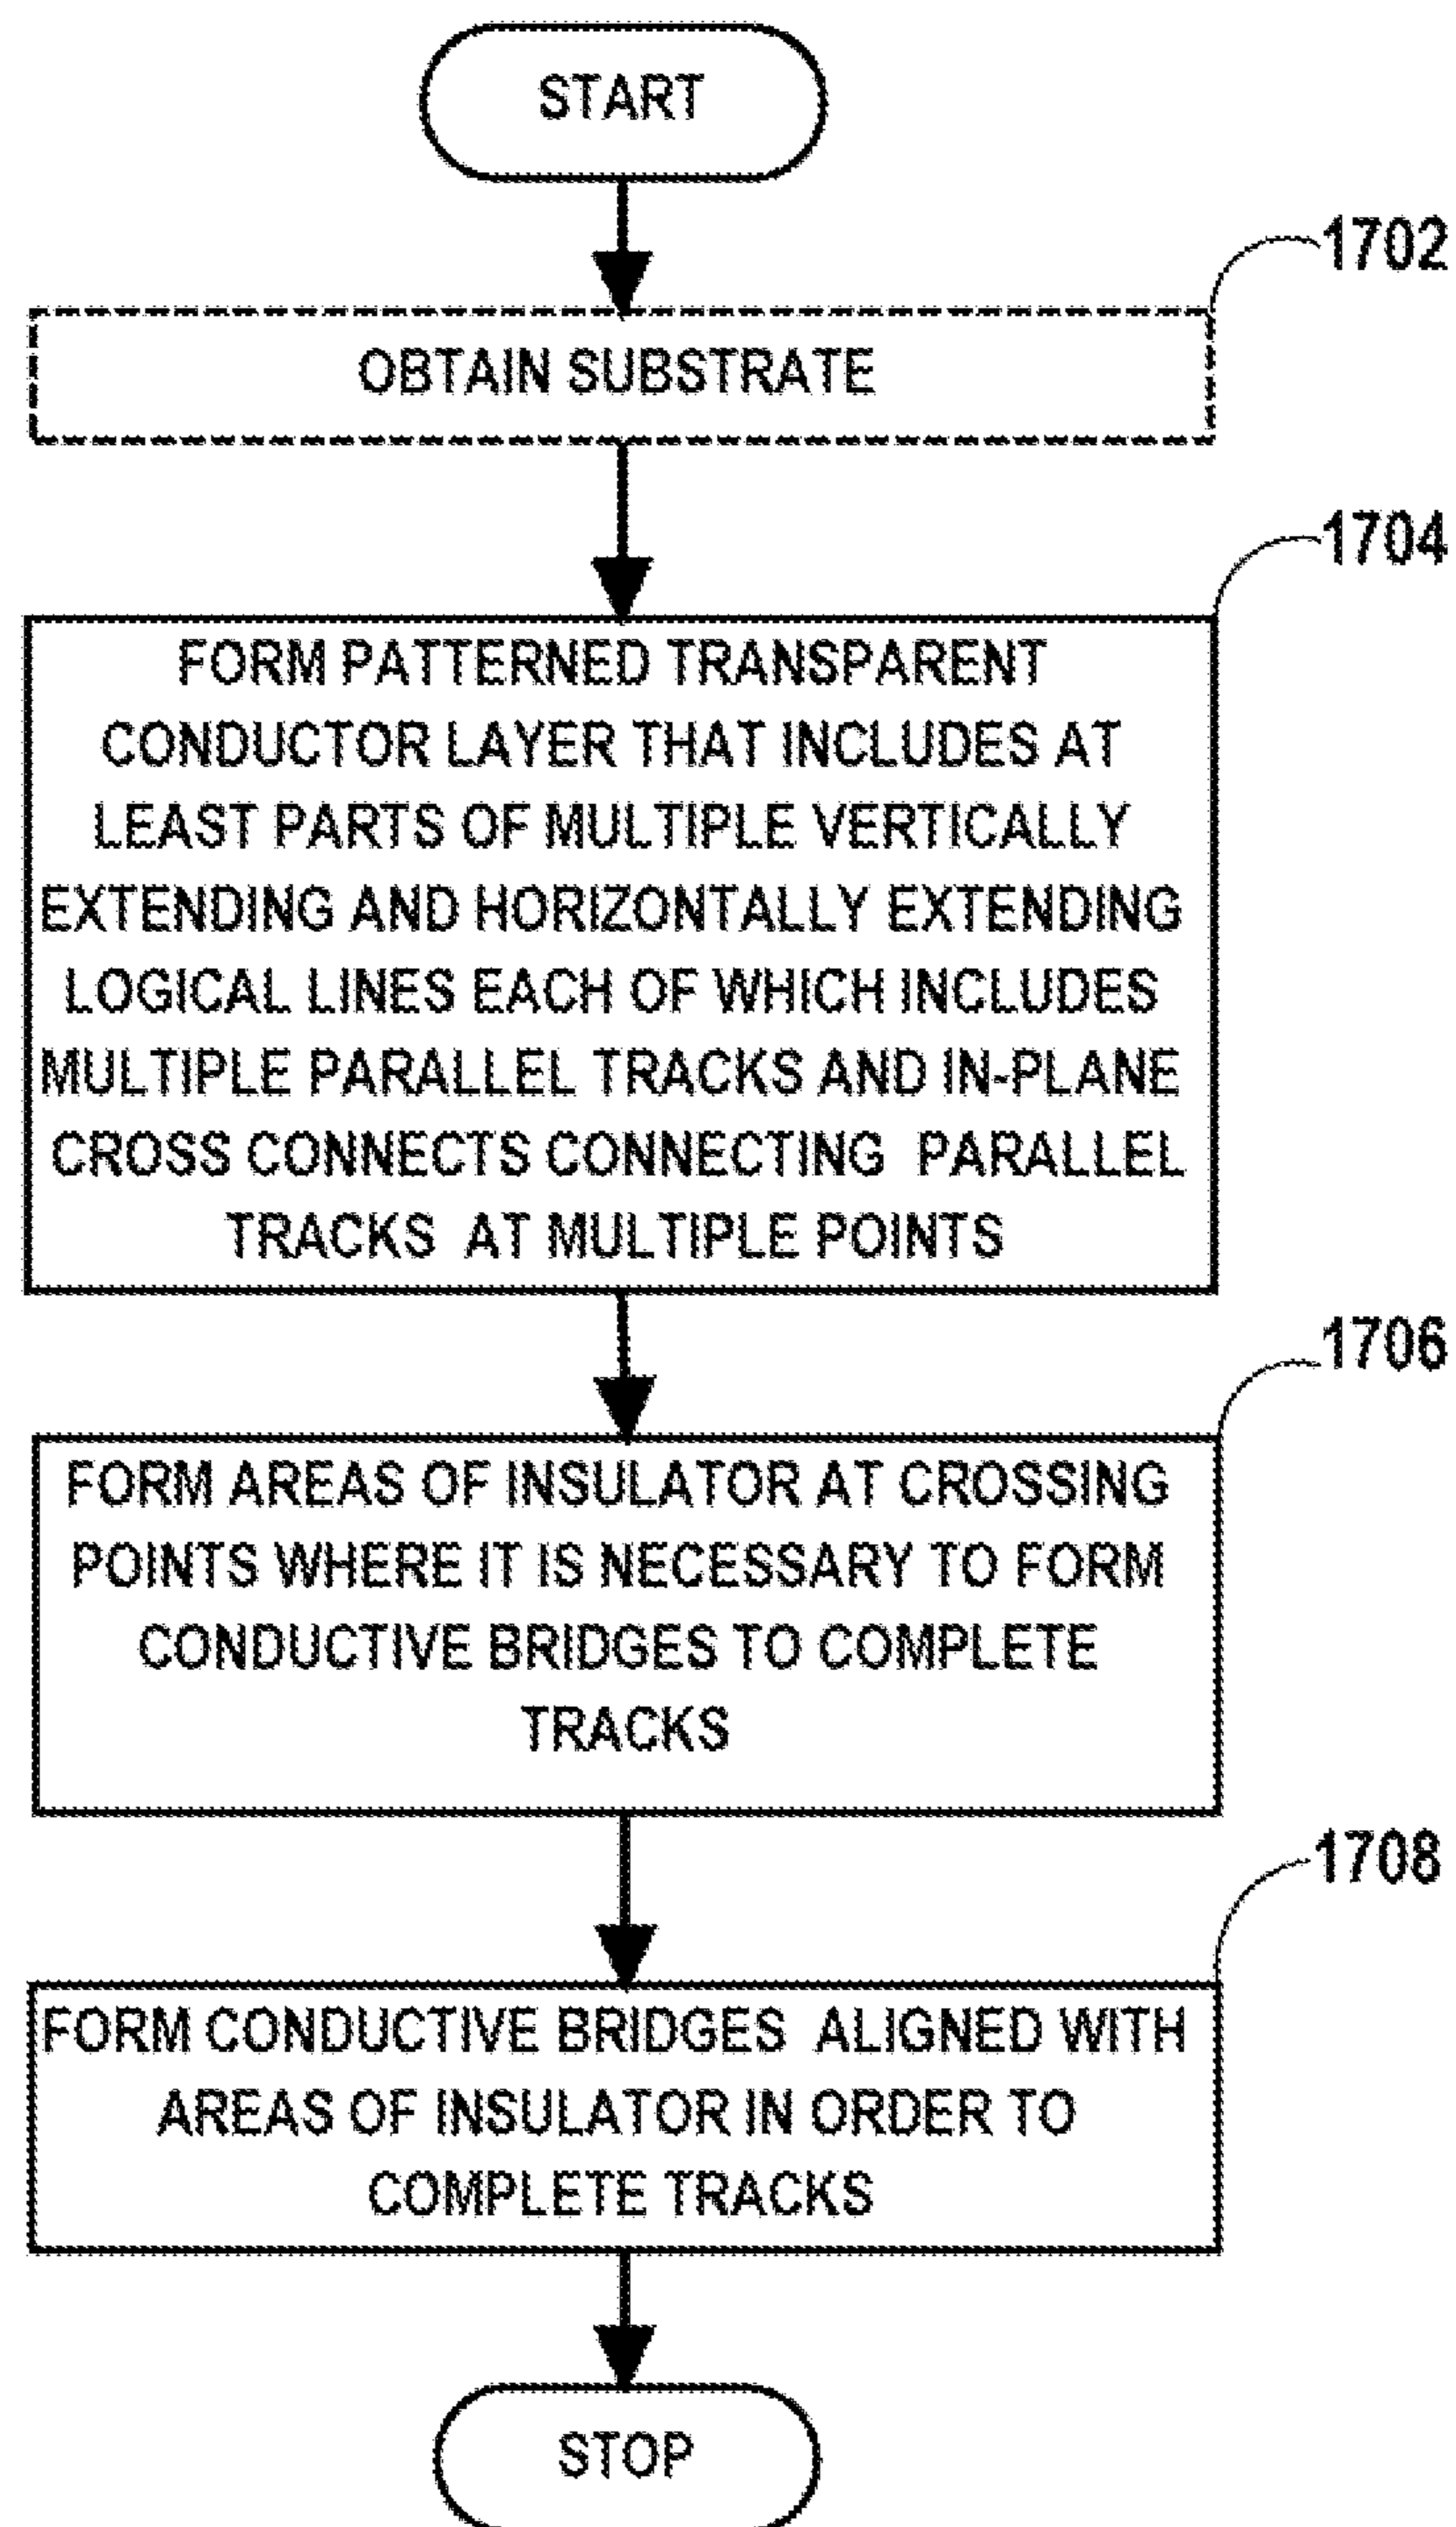 START
1702
OBTAIN SUBSTRATE
1704
FORM PATTERNED TRANSPARENT
CONDUCTOR LAYER THAT INCLUDES AT
LEAST PARTS OF MULTIPLE VERTICALLY
EXTENDING AND HORIZONTALLY EXTENDING
LOGICAL LINES EACH OF WHICH INCLUDES
MULTIPLE PARALLEL TRACKS AND IN-PLANE
CROSS CONNECTS CONNECTING PARALLEL
TRACKS AT MULTIPLE POINTS
1706
FORM AREAS OF INSULATOR AT CROSSING
POINTS WHERE IT IS NECESSARY TO FORM
CONDUCTIVE BRIDGES TO COMPLETE
TRACKS
1708
FORM CONDUCTIVE BRIDGES ALIGNED WITH
AREAS OF INSULATOR IN ORDER TO
COMPLETE TRACKS
STOP